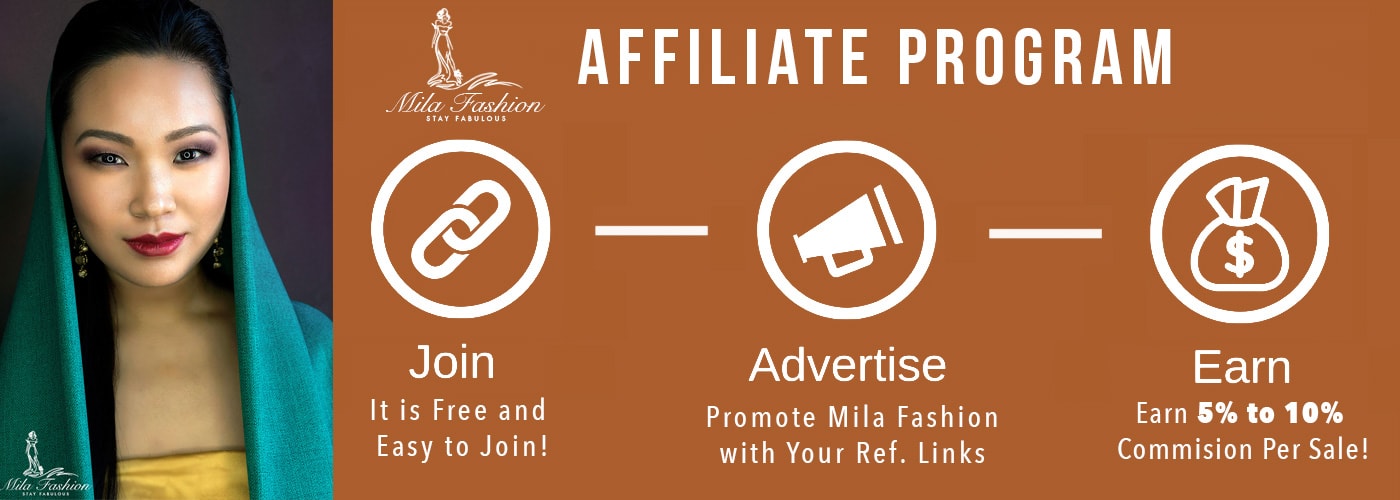 AFFILIATE PROGRAM
Mila Fashion
STAY FABULOUS
Join
It is Free and
Easy to Join!
Advertise
Promote Mila Fashion
with Your Ref. Links
$
Earn
Earn 5% to 10%
Commision Per Sale!
Mila Fashion
STAY FABULOUS